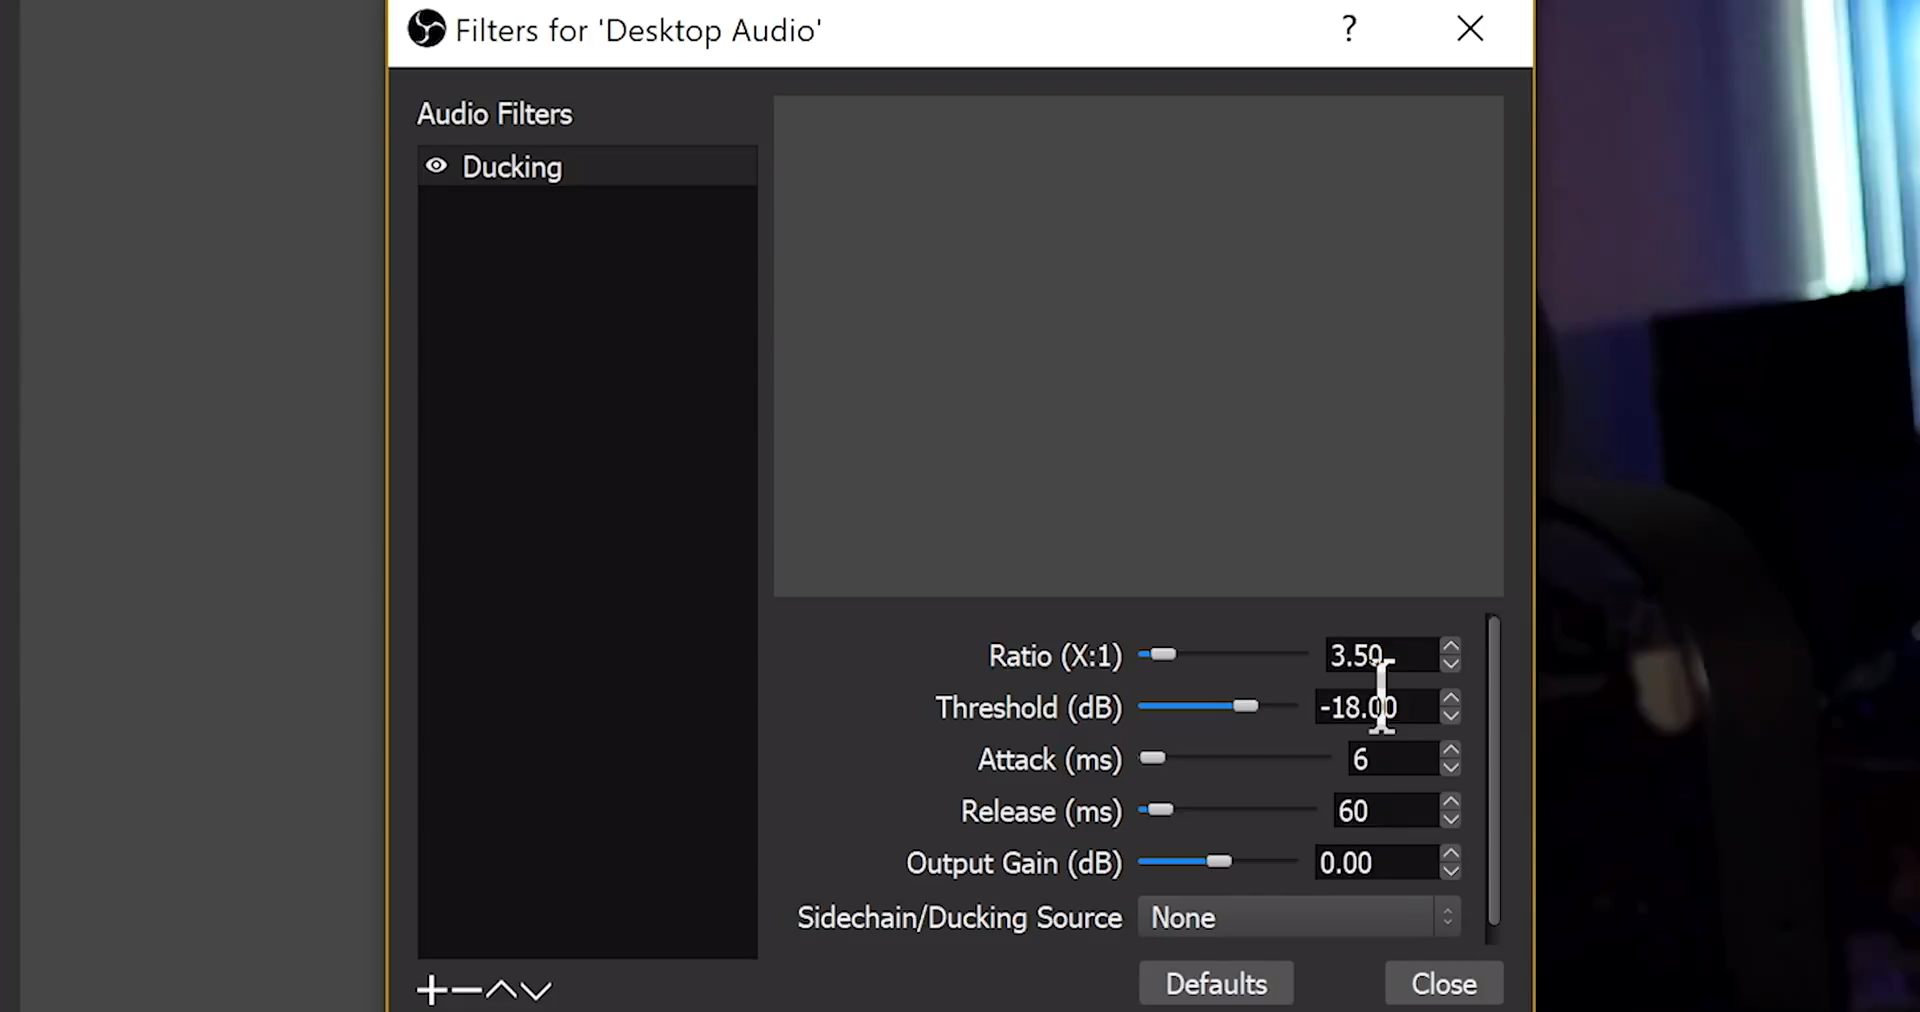 Filters for 'Desktop Audio'
Audio Filters
Ducking
Ratio (X:1) 3.50
Threshold (dB) -18.00
Attack (ms) 6
Release (ms) 60
Output Gain (dB) 0.00
Sidechain/Ducking Source None
Defaults Close